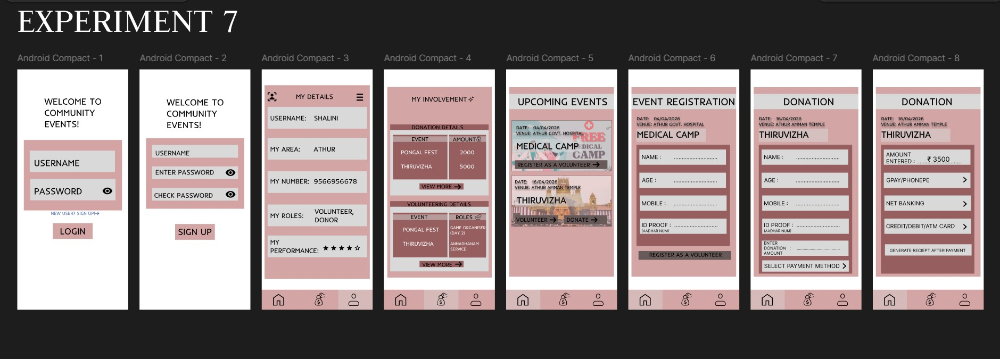 EXPERIMENT 7
Android Compact - 1
WELCOME TO
COMMUNITY
EVENTS!
USERNAME
PASSWORD
NEW USER? SIGN UP!→
LOGIN
Android Compact - 2
WELCOME TO
COMMUNITY
EVENTS!
USERNAME
ENTER PASSWORD
CHECK PASSWORD
SIGN UP
Android Compact - 3
MY DETAILS
USERNAME: SHALINI
MY AREA: ATHUR
MY NUMBER: 9566956678
MY ROLES: VOLUNTEER,
DONOR
MY
PERFORMANCE:
Android Compact - 4
MY INVOLVEMENT
DONATION DETAILS
EVENT AMOUNT
PONGAL FEST 2000
THIRUVIZHA 5000
VIEW MORE →
VOLUNTEERING DETAILS
EVENT ROLES
PONGAL FEST GAME ORGANISER
(DAY 2)
THIRUVIZHA ANNADHANAM
SERVICE
VIEW MORE →
Android Compact - 5
UPCOMING EVENTS
DATE: 04/04/2026
VENUE: ATHUR GOVT. HOSPITAL
MEDICAL CAMP
FREE
MEDICAL
CAMP
REGISTER AS A VOLUNTEER →
DATE: 16/04/2026
VENUE: ATHUR AMMAN TEMPLE
THIRUVIZHA
VOLUNTEER → DONATE →
Android Compact - 6
EVENT REGISTRATION
DATE: 04/04/2026
VENUE: ATHUR GOVT. HOSPITAL
MEDICAL CAMP
NAME : ............................
AGE : ............................
MOBILE : ............................
ID PROOF : ............................
(AADHAR NUM)
REGISTER AS A VOLUNTEER
Android Compact - 7
DONATION
DATE: 16/04/2026
VENUE: ATHUR AMMAN TEMPLE
THIRUVIZHA
NAME : ............................
AGE : ............................
MOBILE : ............................
ID PROOF : ............................
(AADHAR NUM)
ENTER
DONATION : ............................
AMOUNT
SELECT PAYMENT METHOD >
Android Compact - 8
DONATION
DATE: 16/04/2026
VENUE: ATHUR AMMAN TEMPLE
THIRUVIZHA
AMOUNT
ENTERED : ₹ 3500
GPAY/PHONEPE >
NET BANKING >
CREDIT/DEBIT/ATM CARD >
GENERATE RECIEPT AFTER PAYMENT